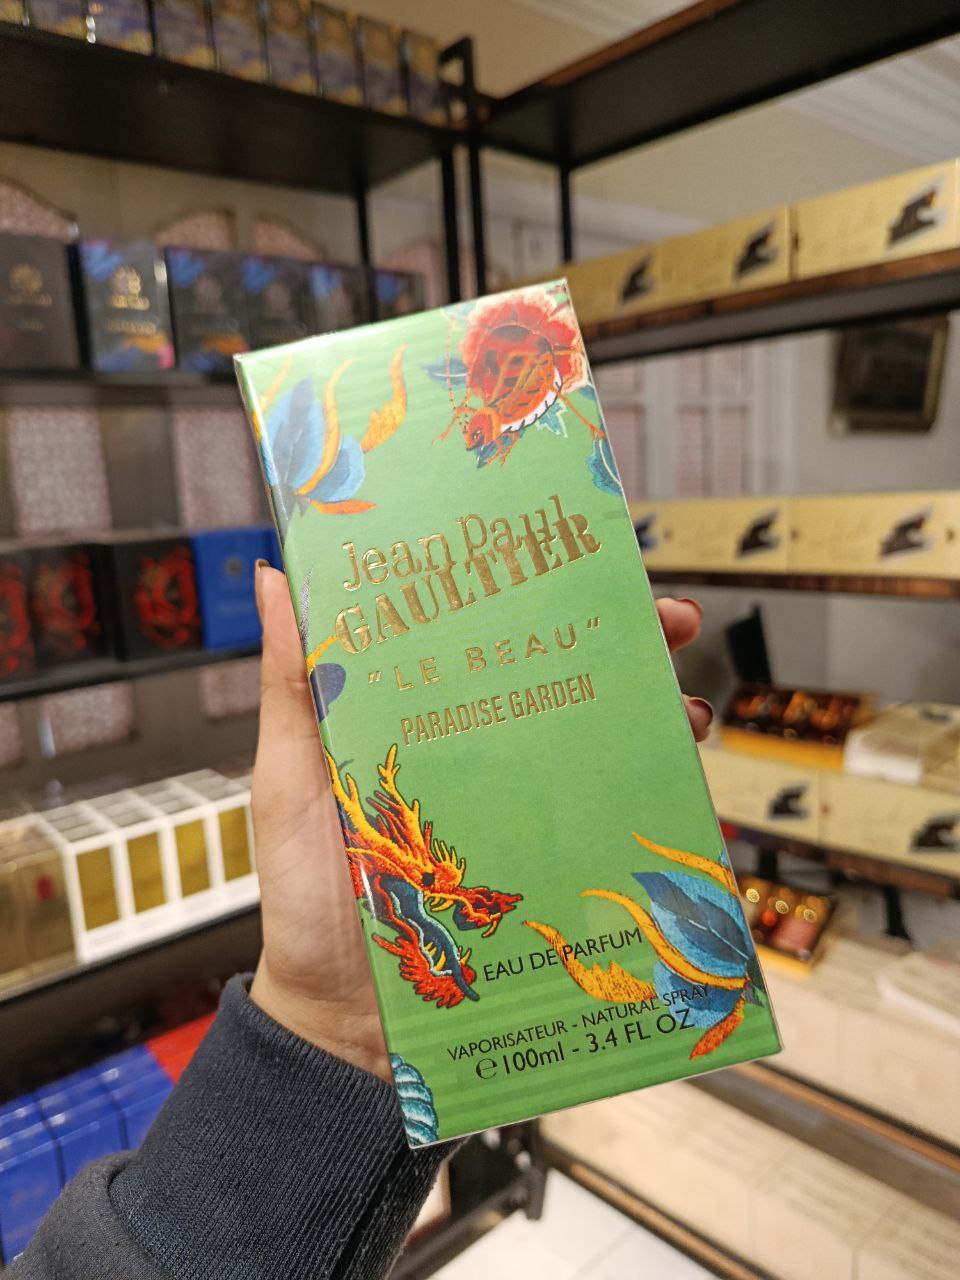 Jean Paul
GAULTIER
"LE BEAU"
PARADISE GARDEN
EAU DE PARFUM
VAPORISATEUR - NATURAL SPRAY
℮100ml - 3.4 FL OZ